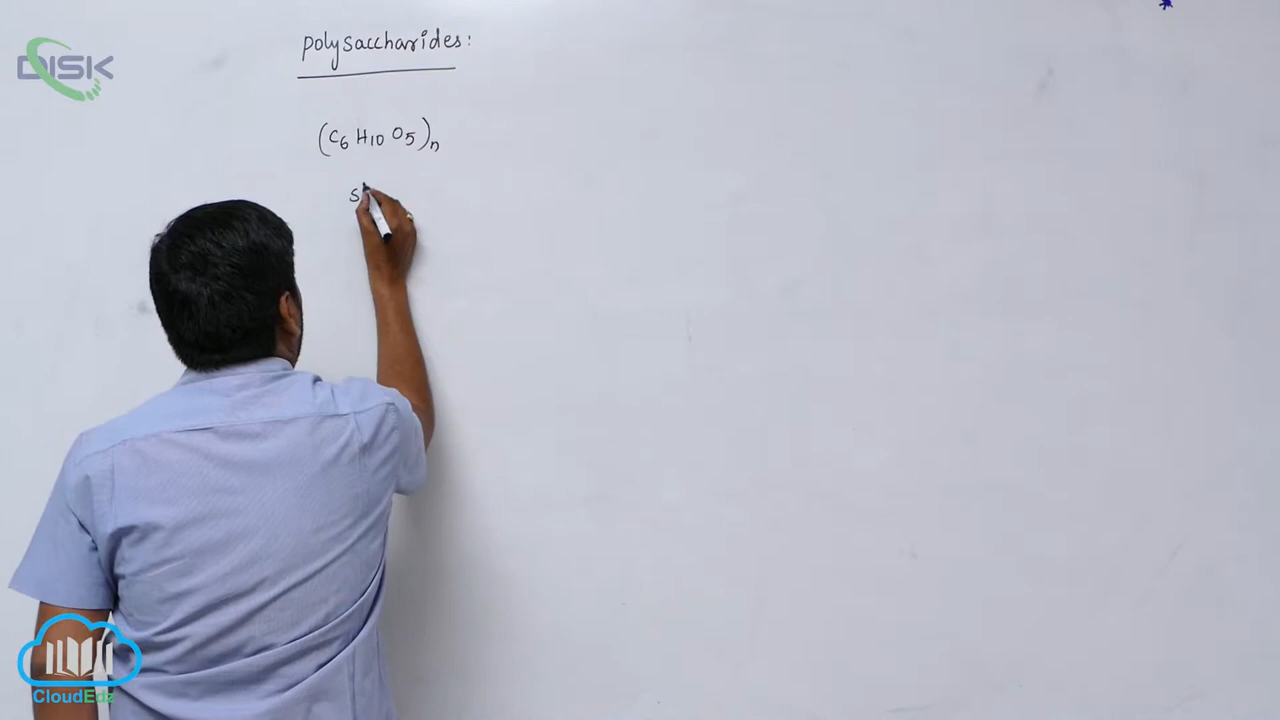 DISK
polysaccharides:
(C6 H10 O5)n
S
CloudEdz